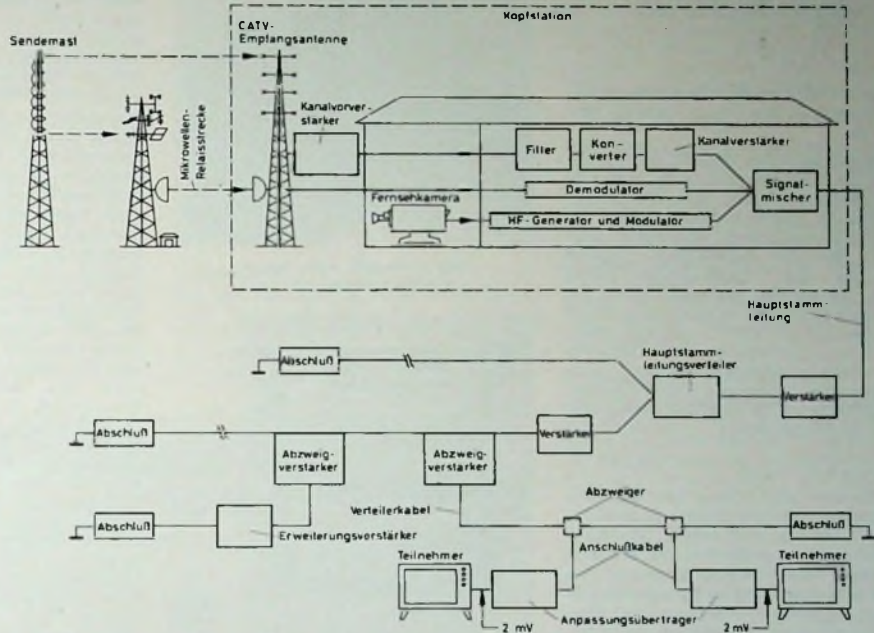 Kopfstation
Sendemast
CATV-
Empfangsantenne
Kanalvorver-
stärker
Mikrowellen-
Relaisstrecke
Filter
Kon-
verter
Kanalverstärker
Signal-
mischer
Demodulator
Fernsehkamera
HF-Generator und Modulator
Hauptstamm-
leitung
Abschluß
Hauptstamm-
leitungsverteiler
Verstärker
Abschluß
Verstärker
Abzweig-
verstärker
Abzweig-
verstärker
Abzweiger
Verteilerkabel
Abschluß
Erweiterungsverstärker
Abschluß
Anschlußkabel
Teilnehmer
Teilnehmer
Anpassungsübertrager
2 mV
2 mV